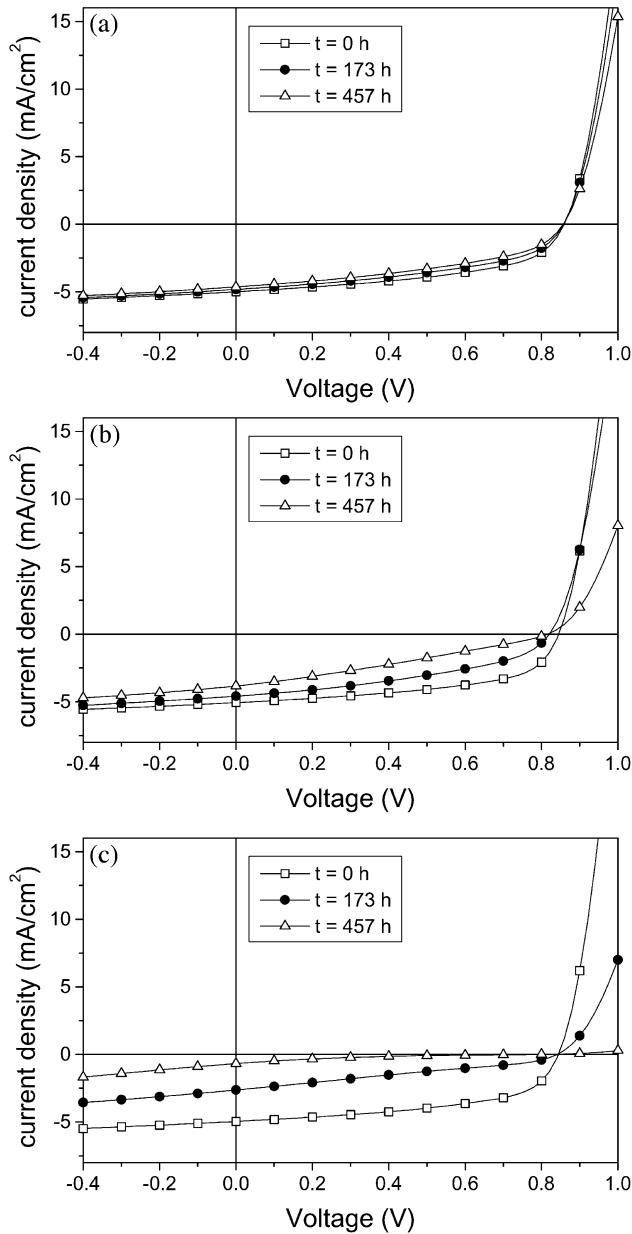 (a)
t = 0 h
t = 173 h
t = 457 h
15
10
5
0
-5
current density (mA/cm²)
-0.4 -0.2 0.0 0.2 0.4 0.6 0.8 1.0
Voltage (V)
(b)
t = 0 h
t = 173 h
t = 457 h
15
10
5
0
-5
current density (mA/cm²)
-0.4 -0.2 0.0 0.2 0.4 0.6 0.8 1.0
Voltage (V)
(c)
t = 0 h
t = 173 h
t = 457 h
15
10
5
0
-5
current density (mA/cm²)
-0.4 -0.2 0.0 0.2 0.4 0.6 0.8 1.0
Voltage (V)